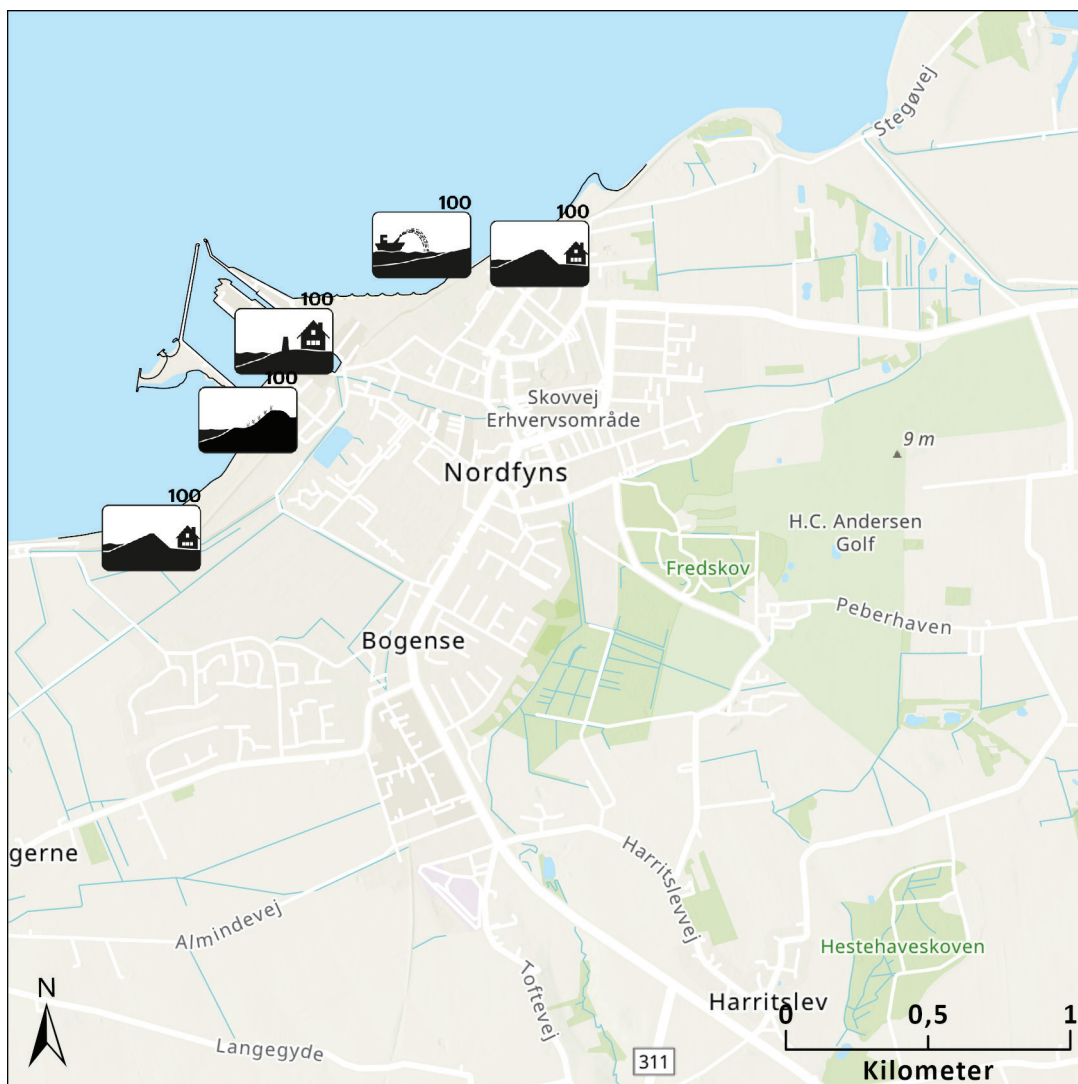 Stegøvej
100
100
100
100
100
Skovvej
Erhvervsområde
Nordfyns
9 m
H.C. Andersen
Golf
Fredskov
Peberhaven
Bogense
gerne
Harritslevvej
Almindevej
Toftevej
Hestehaveskoven
Harritslev
Langegyde
311
N
0
0,5
1
Kilometer